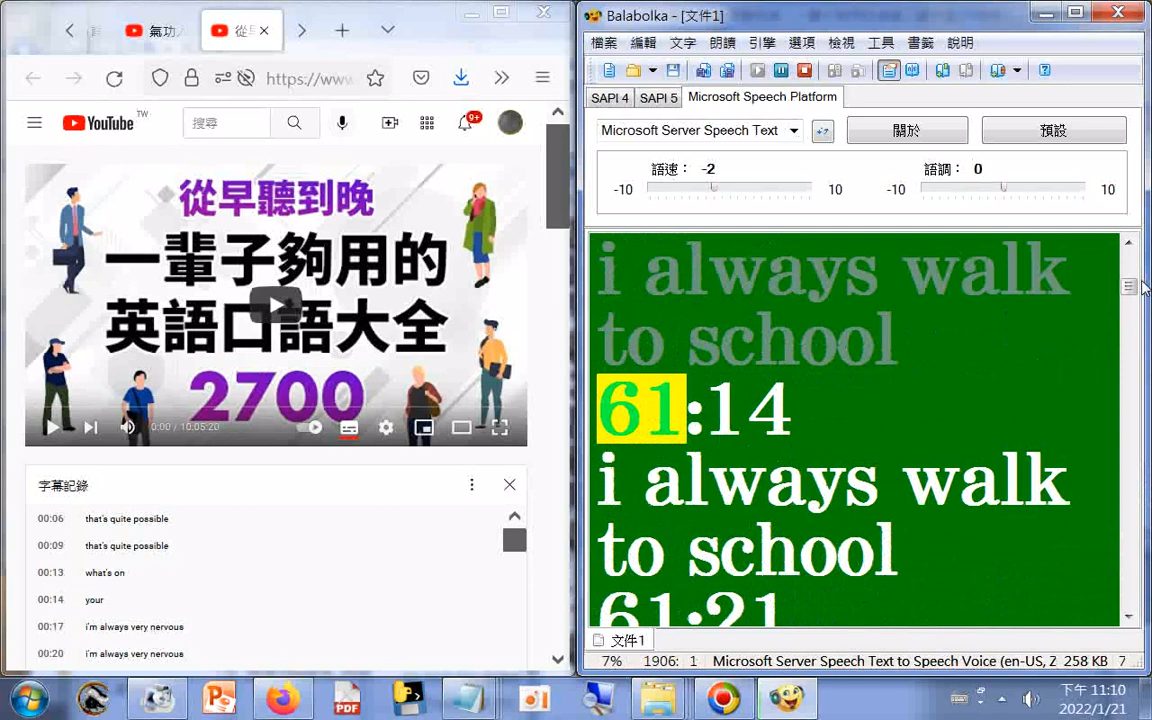 氣功
從
https://www
YouTube TW
搜尋
9+
從早聽到晚
一輩子夠用的
英語口語大全
2700
0:00 / 10:05:20
字幕記錄
00:06 that's quite possible
00:09 that's quite possible
00:13 what's on
00:14 your
00:17 i'm always very nervous
00:20 i'm always very nervous
Balabolka - [文件1]
檔案 編輯 文字 朗讀 引擎 選項 檢視 工具 書籤 說明
SAPI 4 SAPI 5 Microsoft Speech Platform
Microsoft Server Speech Text 關於 預設
語速： -2 語調： 0
-10 10 -10 10
i always walk
to school
61:14
i always walk
to school
61:21
文件1
7% 1906: 1 Microsoft Server Speech Text to Speech Voice (en-US, Z 258 KB 7
PDF
下午 11:10
2022/1/21